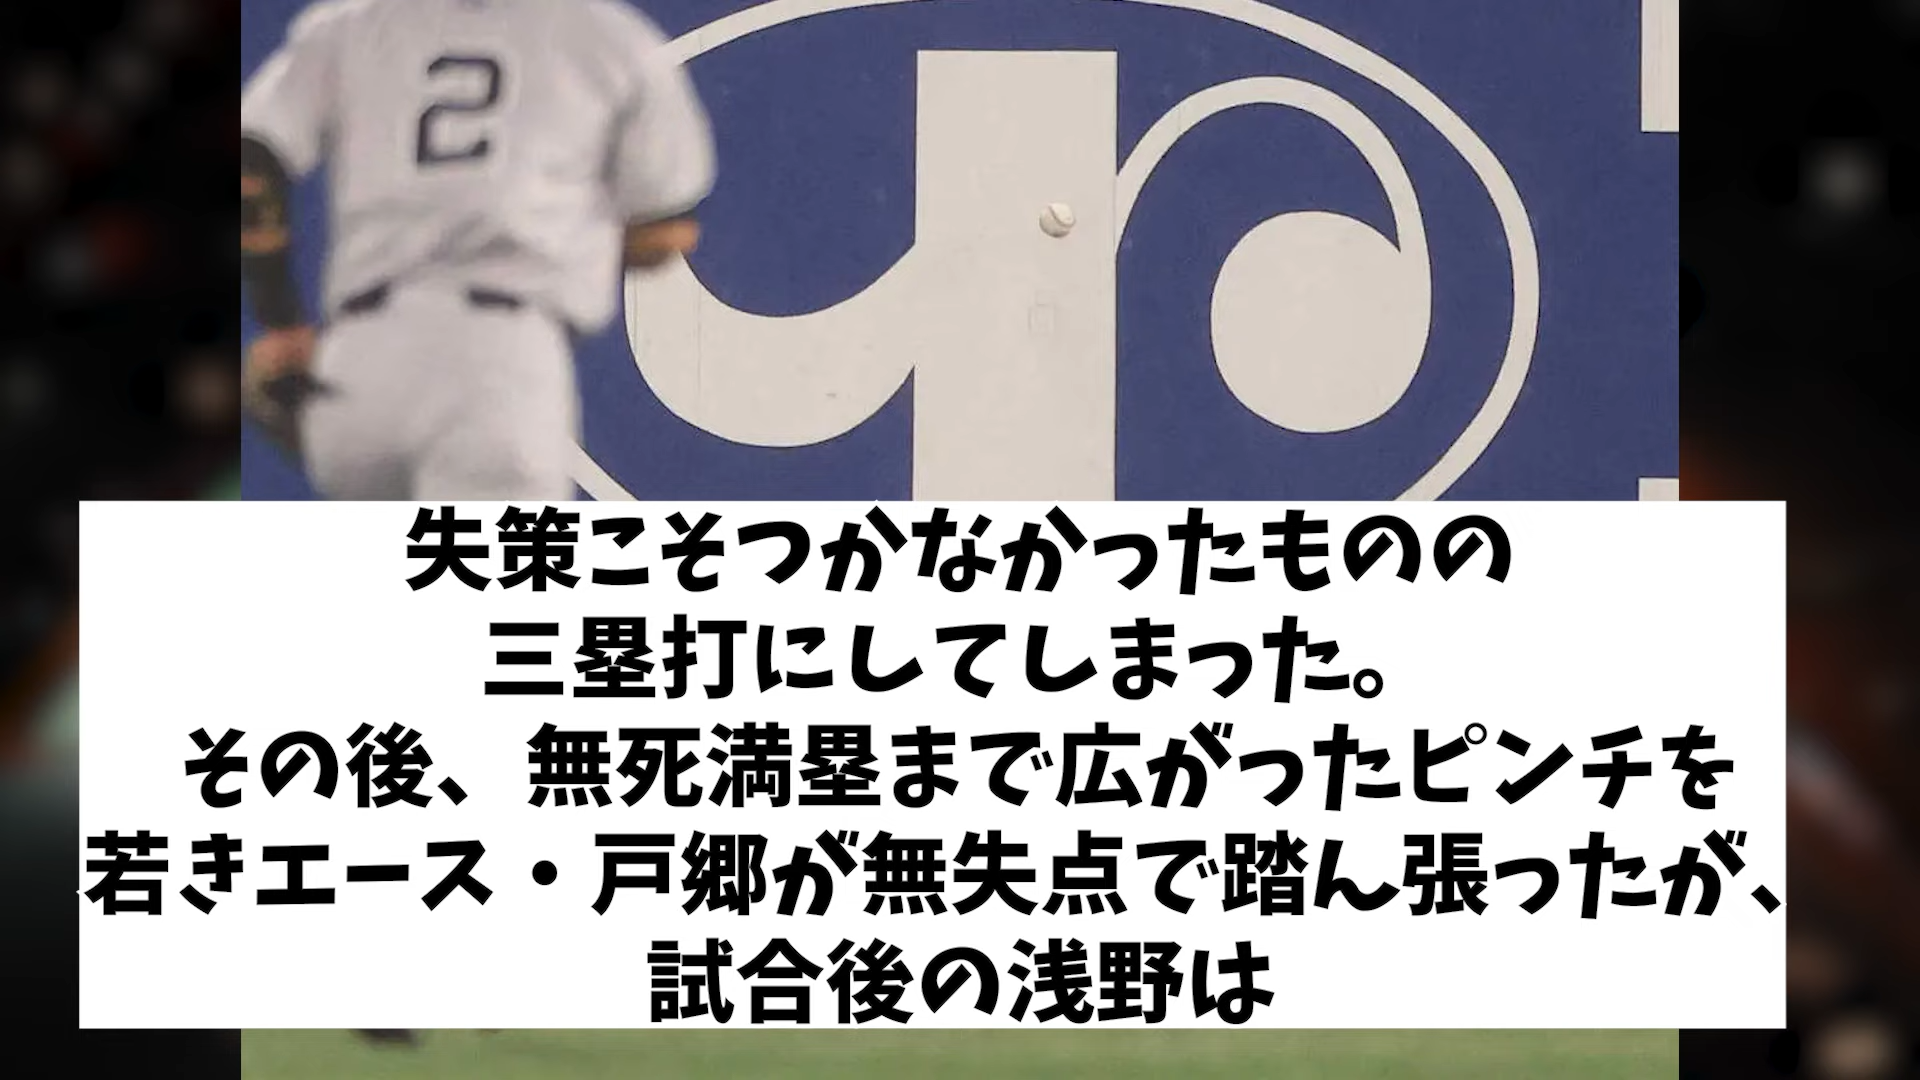 2
失策こそつかなかったものの
三塁打にしてしまった。
その後、無死満塁まで広がったピンチを
若きエース・戸郷が無失点で踏ん張ったが、
試合後の浅野は